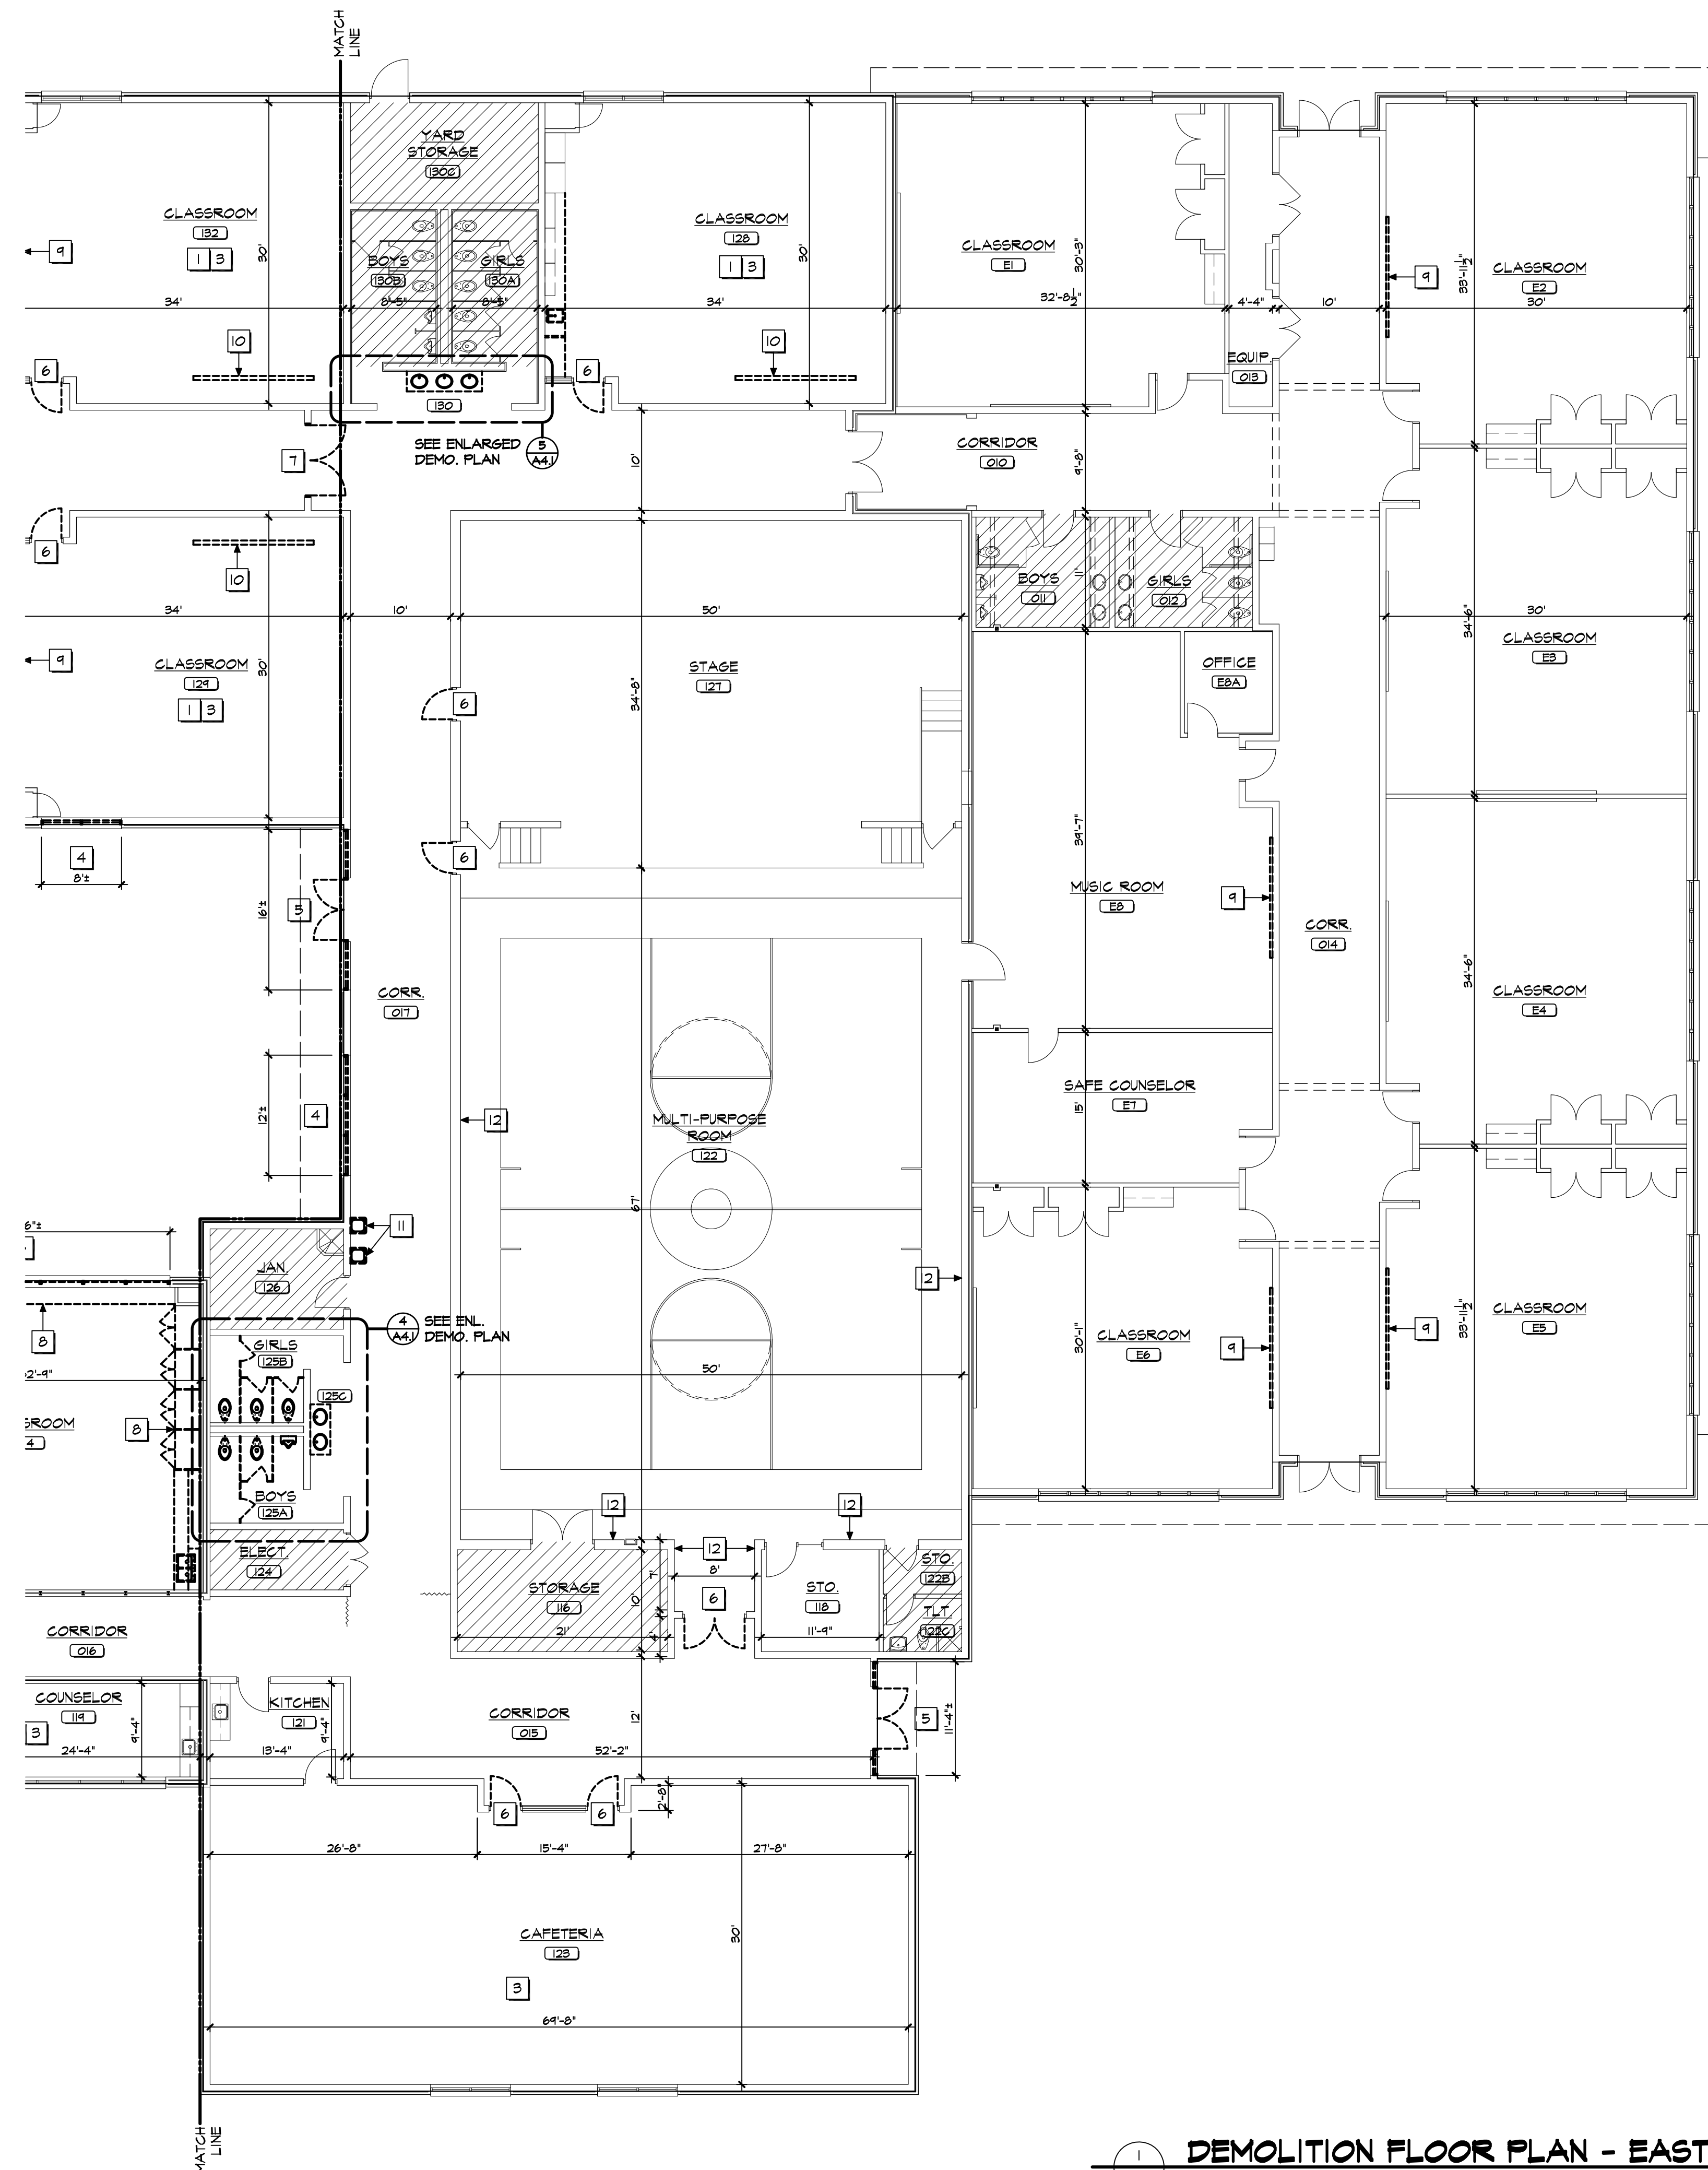 MATCH
LINE
YARD
STORAGE
130C
CLASSROOM
132
1 3
9
30'
34'
10
6
BOYS
130B
GIRLS
130A
8'-5"
8'-5"
130
CLASSROOM
128
1 3
30'
34'
10
6
CLASSROOM
E1
30'-3"
32'-8½"
4'-4"
10'
EQUIP.
013
9
33'-11½"
CLASSROOM
E2
30'
SEE ENLARGED
DEMO. PLAN
5
A4.1
7
10'
CORRIDOR
010
9'-8"
6
10
34'
10'
50'
9
CLASSROOM
129
1 3
30'
STAGE
127
34'-8"
6
6
BOYS
011
11'
GIRLS
012
OFFICE
E8A
34'-6"
30'
CLASSROOM
E3
4
8'±
16'±
5
39'-7"
MUSIC ROOM
E8
9
CORR.
014
34'-6"
CLASSROOM
E4
CORR.
017
12'±
4
12
MULTI-PURPOSE
ROOM
122
67'
SAFE COUNSELOR
E7
15'
6"±
11
JAN.
126
12
8
4
A4.1
SEE ENL.
DEMO. PLAN
GIRLS
125B
125C
2'-9"
SROOM
4
8
BOYS
125A
50'
30'-1"
CLASSROOM
E6
9
9
33'-11½"
CLASSROOM
E5
12
12
12
ELECT.
124
STORAGE
116
21'
7'
10'
4'
8'
6
STO.
118
11'-9"
STO.
122B
TLT
122C
CORRIDOR
016
COUNSELOR
119
3
9'-4"
24'-4"
KITCHEN
121
9'-4"
13'-4"
CORRIDOR
015
12'
52'-2"
5
11'-4"±
6
6
2'-8"
26'-8"
15'-4"
27'-8"
CAFETERIA
123
3
30'
69'-8"
MATCH
LINE
1
DEMOLITION FLOOR PLAN - EAST